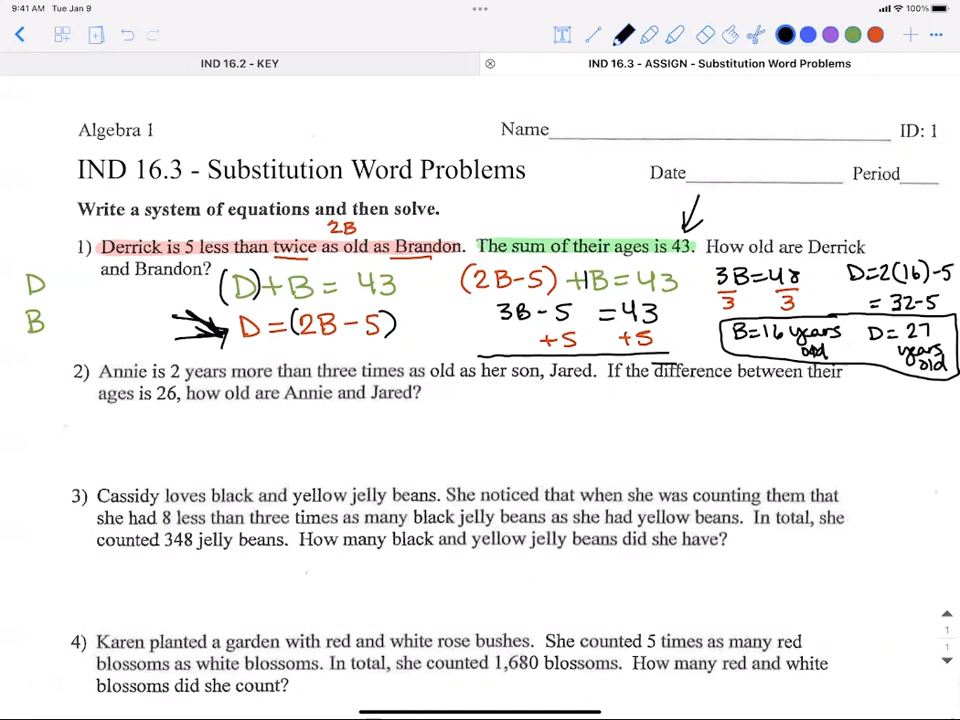 9:41 AM Tue Jan 9
100%
IND 16.2 - KEY
IND 16.3 - ASSIGN - Substitution Word Problems
Algebra 1
Name
ID: 1
IND 16.3 - Substitution Word Problems
Date
Period
Write a system of equations and then solve.
2B
1) Derrick is 5 less than twice as old as Brandon. The sum of their ages is 43. How old are Derrick
and Brandon?
D
(D)+B = 43
(2B-5) +1B = 43
3B=48
D=2(16)-5
3 3
= 32-5
B
D = (2B - 5)
3B - 5 = 43
B=16 years old
D = 27 years old
+5 +5
2) Annie is 2 years more than three times as old as her son, Jared. If the difference between their
ages is 26, how old are Annie and Jared?
3) Cassidy loves black and yellow jelly beans. She noticed that when she was counting them that
she had 8 less than three times as many black jelly beans as she had yellow beans. In total, she
counted 348 jelly beans. How many black and yellow jelly beans did she have?
4) Karen planted a garden with red and white rose bushes. She counted 5 times as many red
blossoms as white blossoms. In total, she counted 1,680 blossoms. How many red and white
blossoms did she count?
1
1